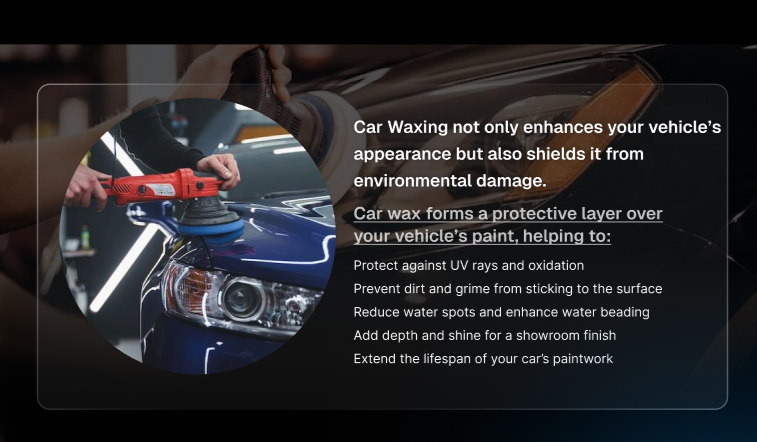 Car Waxing not only enhances your vehicle’s
appearance but also shields it from
environmental damage.
Car wax forms a protective layer over
your vehicle’s paint, helping to:
Protect against UV rays and oxidation
Prevent dirt and grime from sticking to the surface
Reduce water spots and enhance water beading
Add depth and shine for a showroom finish
Extend the lifespan of your car’s paintwork